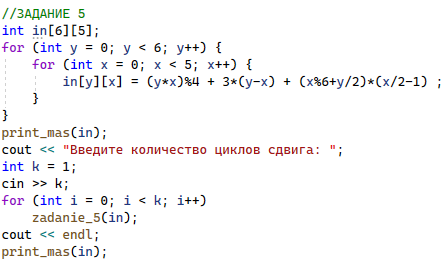 //ЗАДАНИЕ 5
int in[6][5];
for (int y = 0; y < 6; y++) {
for (int x = 0; x < 5; x++) {
in[y][x] = (y*x)%4 + 3*(y-x) + (x%6+y/2)*(x/2-1) ;
}
}
print_mas(in);
cout << "Введите количество циклов сдвига: ";
int k = 1;
cin >> k;
for (int i = 0; i < k; i++)
zadanie_5(in);
cout << endl;
print_mas(in);